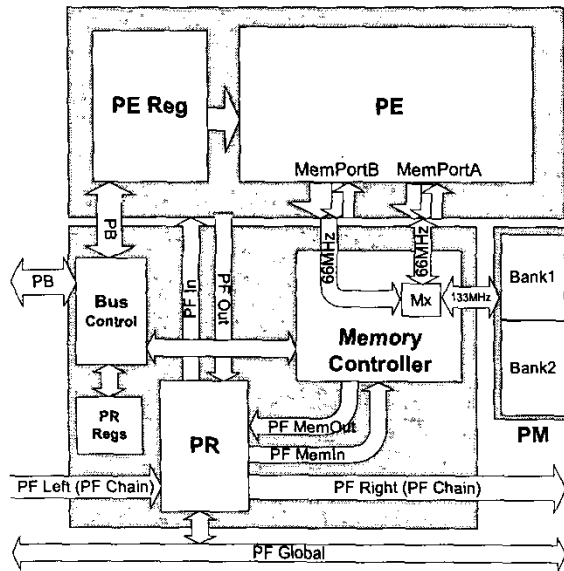 PE Reg
PE
MemPortB
MemPortA
PB
PF In
PF Out
66MHz
66MHz
PB
Bus
Control
Mx
133MHz
Bank1
Memory
Controller
Bank2
PR
Regs
PR
PF MemOut
PM
PF MemIn
PF Left (PF Chain)
PF Right (PF Chain)
PF Global